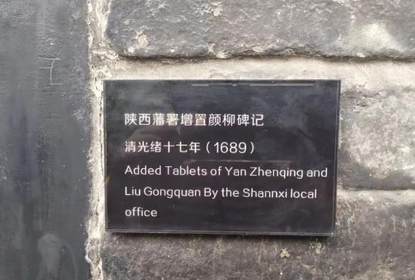 陕西藩署增置颜柳碑记
清光绪十七年（1689）
Added Tablets of Yan Zhenqing and
Liu Gongquan By the Shannxi local
office